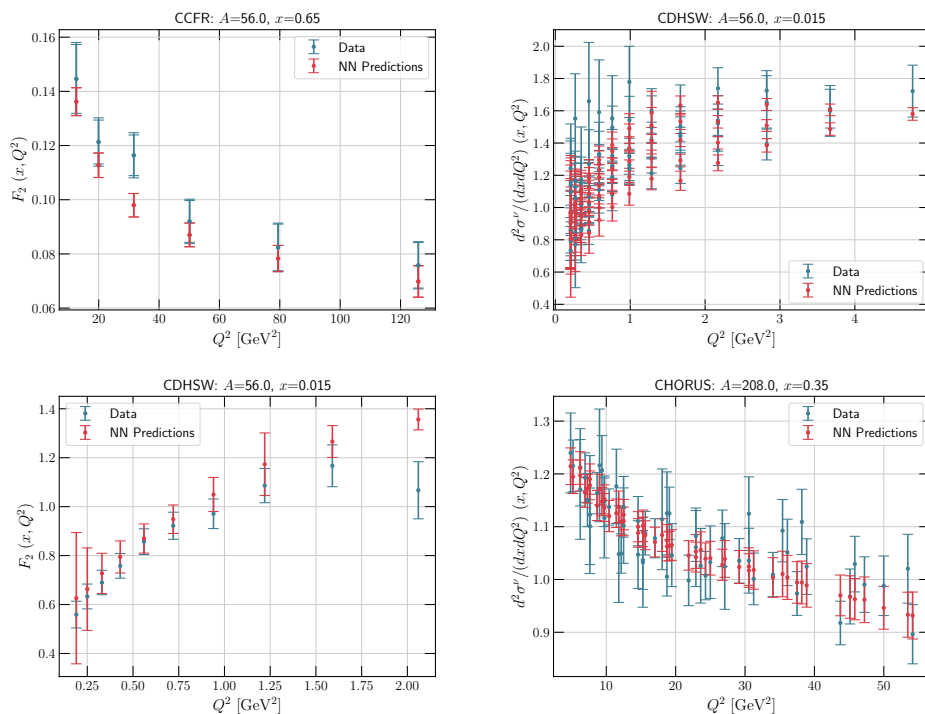 CCFR: A=56.0, x=0.65
0.16
0.14
0.12
0.10
0.08
0.06
F₂ (x, Q²)
Data
NN Predictions
20 40 60 80 100 120
Q² [GeV²]
CDHSW: A=56.0, x=0.015
2.0
1.8
1.6
1.4
1.2
1.0
0.8
0.6
0.4
d²σ^ν/(dxdQ²) (x, Q²)
Data
NN Predictions
0 1 2 3 4
Q² [GeV²]
CDHSW: A=56.0, x=0.015
1.4
1.2
1.0
0.8
0.6
0.4
F₂ (x, Q²)
Data
NN Predictions
0.25 0.50 0.75 1.00 1.25 1.50 1.75 2.00
Q² [GeV²]
CHORUS: A=208.0, x=0.35
1.3
1.2
1.1
1.0
0.9
d²σ^ν/(dxdQ²) (x, Q²)
Data
NN Predictions
10 20 30 40 50
Q² [GeV²]